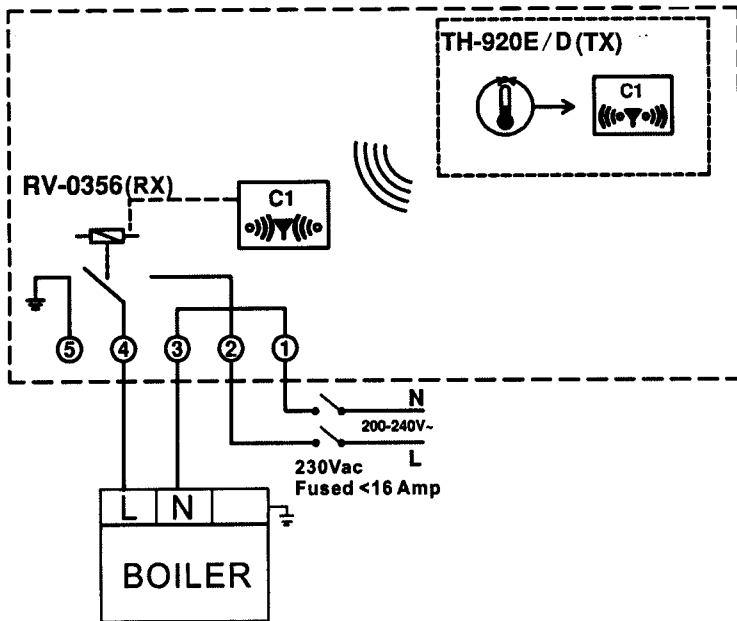 TH-920E/D(TX)
C1
RV-0356(RX)
C1
5 4 3 2 1
N
200-240V~
L
230Vac
Fused <16 Amp
L N
BOILER